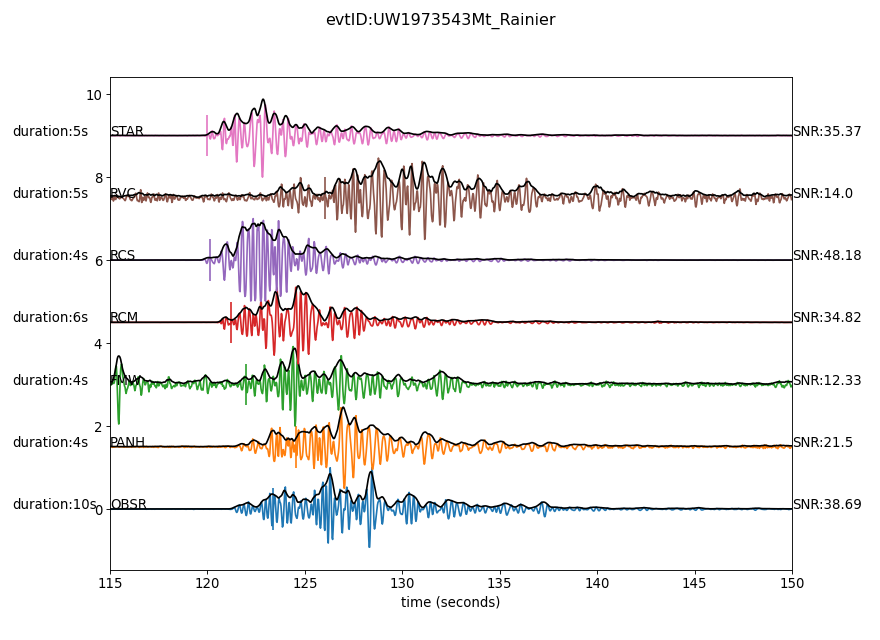 evtID:UW1973543Mt_Rainier
10
duration:5s STAR SNR:35.37
8
duration:5s RVC SNR:14.0
duration:4s RCS SNR:48.18
6
duration:6s RCM SNR:34.82
4
duration:4s FMW SNR:12.33
2
duration:4s PANH SNR:21.5
duration:10s 0 OBSR SNR:38.69
115 120 125 130 135 140 145 150
time (seconds)